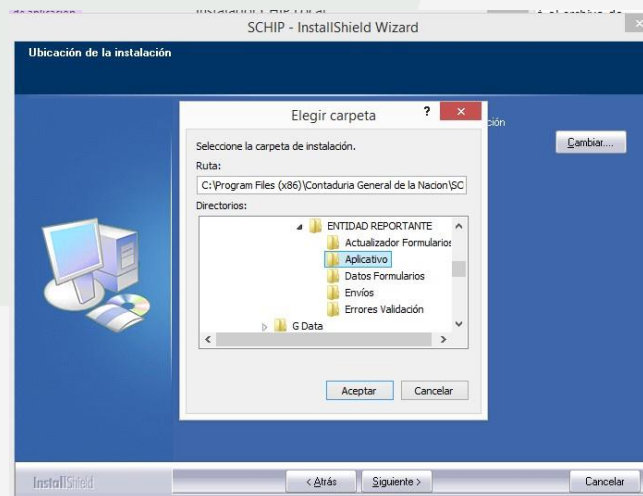 de aplicación
SCHIP - InstallShield Wizard
Ubicación de la instalación
Elegir carpeta
?
ción
Cambiar....
Seleccione la carpeta de instalación.
Ruta:
C:\Program Files (x86)\Contaduria General de la Nacion\SC
Directorios:
ENTIDAD REPORTANTE
Actualizador Formularios
Aplicativo
Datos Formularios
Envíos
Errores Validación
G Data
Aceptar
Cancelar
InstallShield
< Atrás
Siguiente >
Cancelar